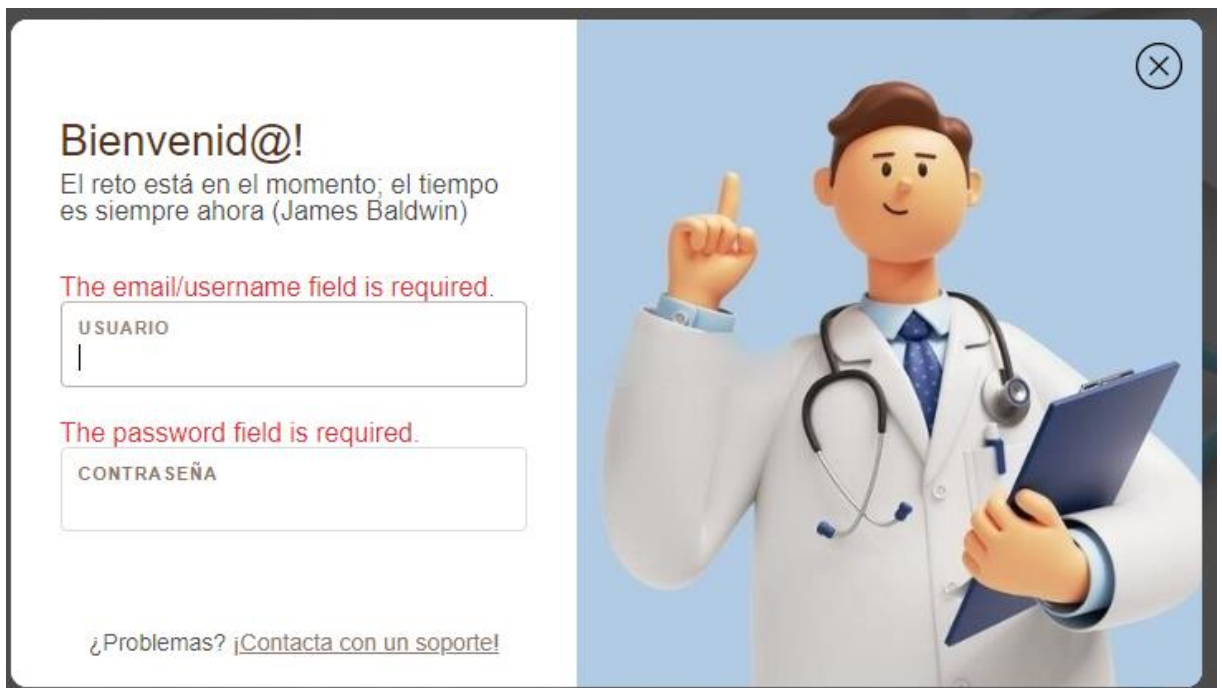 Bienvenid@!
El reto está en el momento; el tiempo
es siempre ahora (James Baldwin)
The email/username field is required.
USUARIO
The password field is required.
CONTRASEÑA
¿Problemas? ¡Contacta con un soporte!